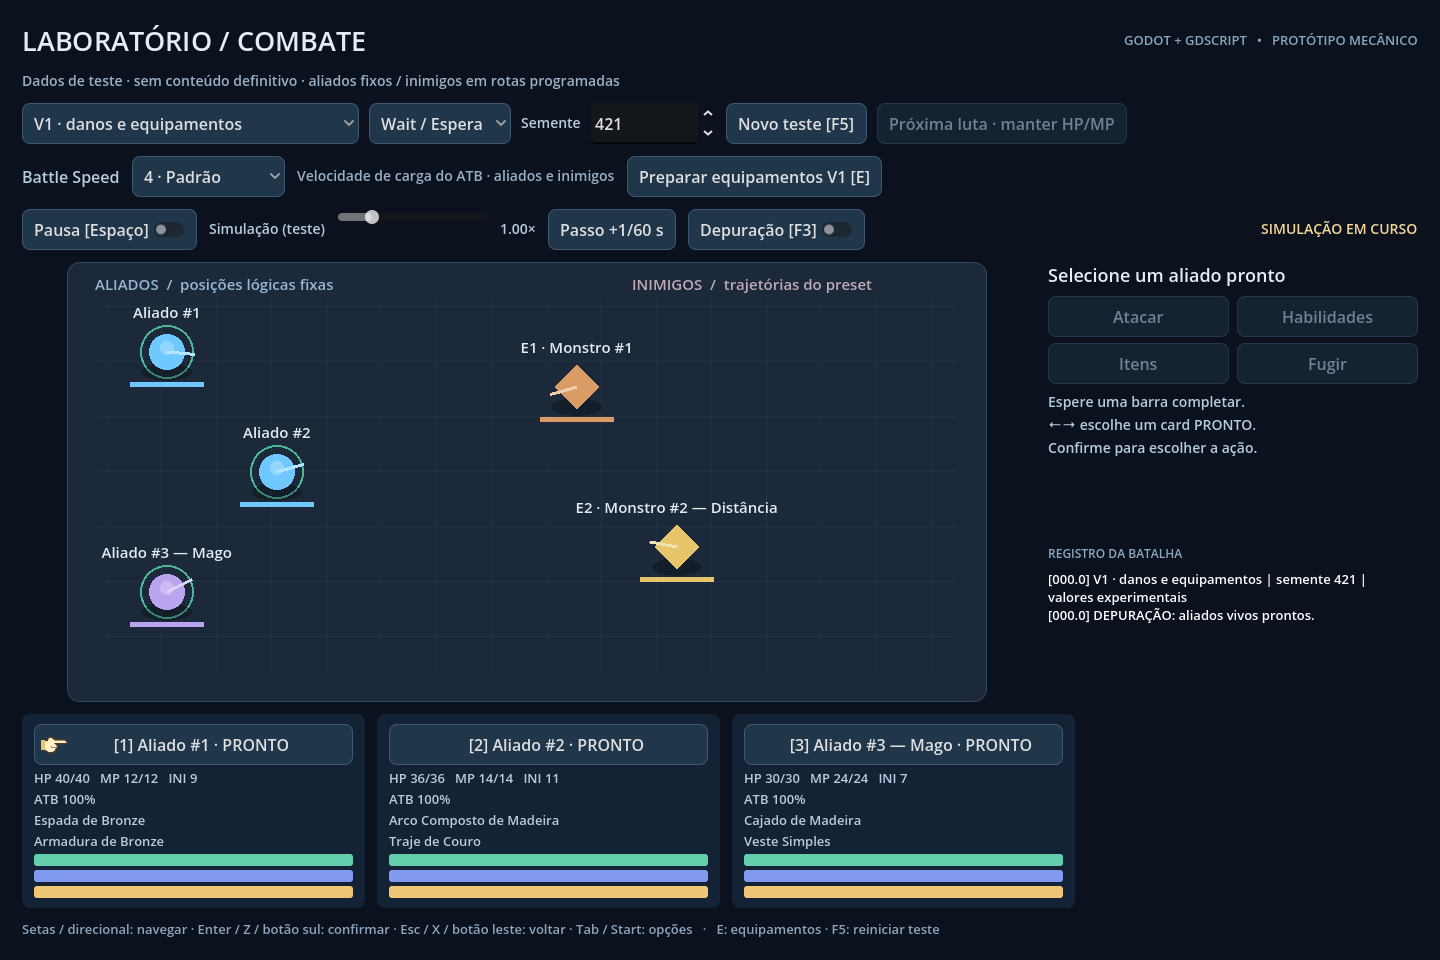 LABORATÓRIO / COMBATE
GODOT + GDSCRIPT • PROTÓTIPO MECÂNICO
Dados de teste · sem conteúdo definitivo · aliados fixos / inimigos em rotas programadas
V1 · danos e equipamentos
Wait / Espera
Semente
421
Novo teste [F5]
Próxima luta · manter HP/MP
Battle Speed
4 · Padrão
Velocidade de carga do ATB · aliados e inimigos
Preparar equipamentos V1 [E]
Pausa [Espaço]
Simulação (teste)
1.00×
Passo +1/60 s
Depuração [F3]
SIMULAÇÃO EM CURSO
ALIADOS / posições lógicas fixas
INIMIGOS / trajetórias do preset
Aliado #1
E1 · Monstro #1
Aliado #2
E2 · Monstro #2 — Distância
Aliado #3 — Mago
Selecione um aliado pronto
Atacar
Habilidades
Itens
Fugir
Espere uma barra completar.
←→ escolhe um card PRONTO.
Confirme para escolher a ação.
REGISTRO DA BATALHA
[000.0] V1 · danos e equipamentos | semente 421 |
valores experimentais
[000.0] DEPURAÇÃO: aliados vivos prontos.
[1] Aliado #1 · PRONTO
HP 40/40 MP 12/12 INI 9
ATB 100%
Espada de Bronze
Armadura de Bronze
[2] Aliado #2 · PRONTO
HP 36/36 MP 14/14 INI 11
ATB 100%
Arco Composto de Madeira
Traje de Couro
[3] Aliado #3 — Mago · PRONTO
HP 30/30 MP 24/24 INI 7
ATB 100%
Cajado de Madeira
Veste Simples
Setas / direcional: navegar · Enter / Z / botão sul: confirmar · Esc / X / botão leste: voltar · Tab / Start: opções · E: equipamentos · F5: reiniciar teste